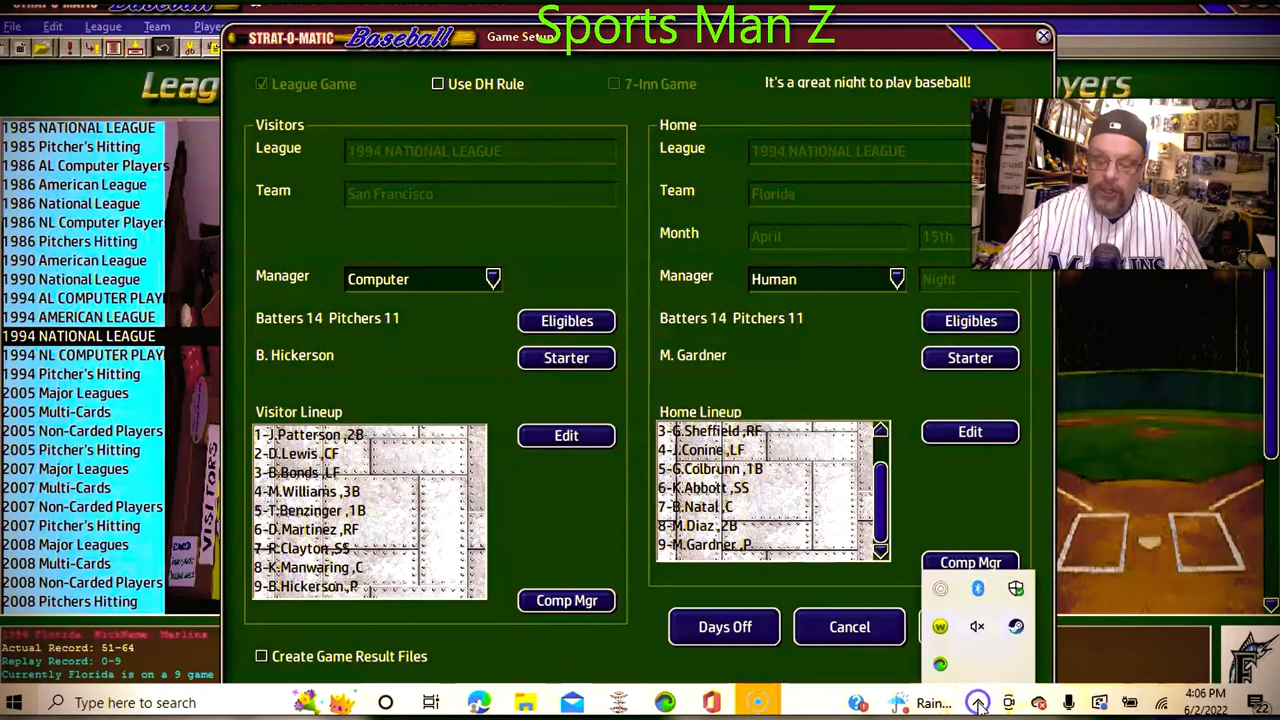 Sports Man Z
STRAT-O-MATIC Baseball Game Setup
File Edit League Team Player
Leag
yers
League Game
Use DH Rule
7-Inn Game
It's a great night to play baseball!
1985 NATIONAL LEAGUE
1985 Pitcher's Hitting
1986 AL Computer Players
1986 American League
1986 National League
1986 NL Computer Player
1986 Pitchers Hitting
1990 American League
1990 National League
1994 AL COMPUTER PLAYE
1994 AMERICAN LEAGUE
1994 NATIONAL LEAGUE
1994 NL COMPUTER PLAY
1994 Pitcher's Hitting
2005 Major Leagues
2005 Multi-Cards
2005 Non-Carded Players
2005 Pitcher's Hitting
2007 Major Leagues
2007 Multi-Cards
2007 Non-Carded Players
2007 Pitcher's Hitting
2008 Major Leagues
2008 Multi-Cards
2008 Non-Carded Players
2008 Pitchers Hitting
VISITORS
Visitors
League 1994 NATIONAL LEAGUE
Team San Francisco
Manager Computer
Batters 14 Pitchers 11 Eligibles
B. Hickerson Starter
Visitor Lineup
1-J.Patterson ,2B
2-D.Lewis ,CF
3-B.Bonds ,LF
4-M.Williams ,3B
5-T.Benzinger ,1B
6-D.Martinez ,RF
7-R.Clayton ,SS
8-K.Manwaring ,C
9-B.Hickerson ,P
Edit
Comp Mgr
Create Game Result Files
Home
League 1994 NATIONAL LEAGUE
Team Florida
Month April 15th
Manager Human Night
Batters 14 Pitchers 11 Eligibles
M. Gardner Starter
Home Lineup
3-G.Sheffield ,RF
4-J.Conine ,LF
5-G.Colbrunn ,1B
6-K.Abbott ,SS
7-B.Natal ,C
8-M.Diaz ,2B
9-M.Gardner ,P
Edit
Comp Mgr
Days Off
Cancel
1994 Florida NickName Marlins
Actual Record: 51-64
Replay Record: 0-9
Currently Florida is on a 9 game
Type here to search
Rain...
4:06 PM
6/2/2022
22